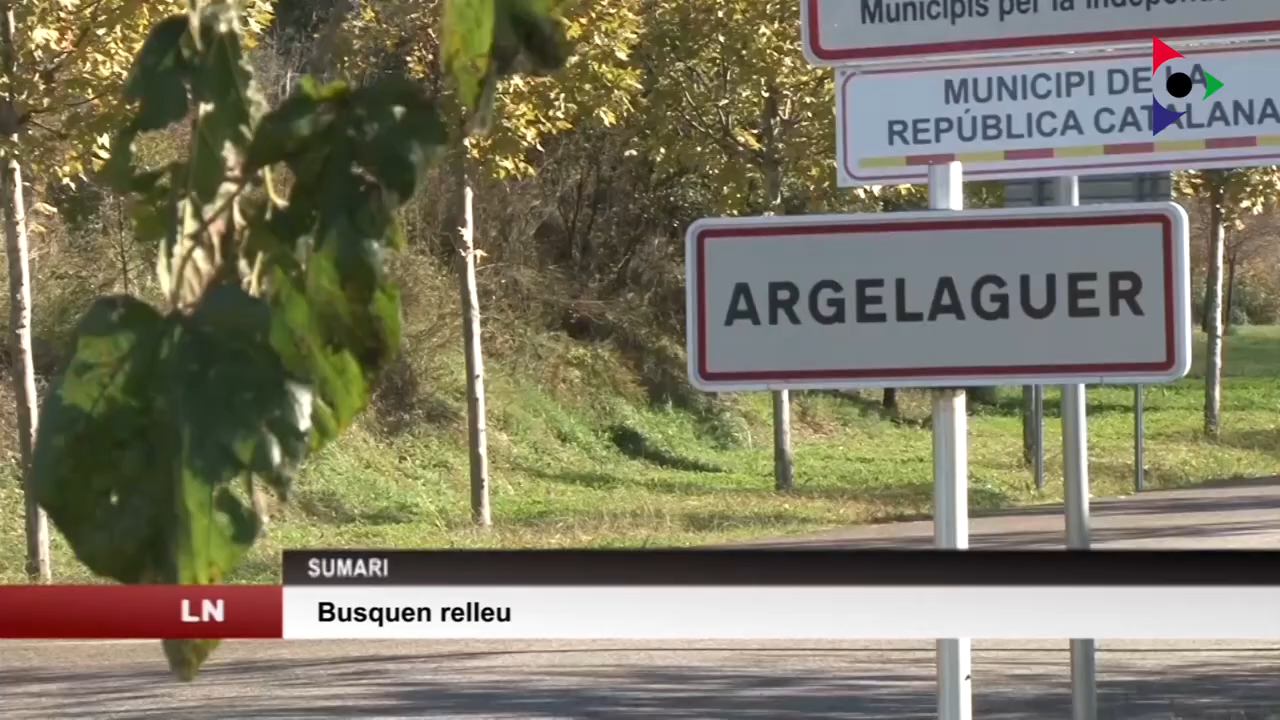 Municipis per la
MUNICIPI DE LA
REPÚBLICA CATALANA
ARGELAGUER
SUMARI
LN
Busquen relleu